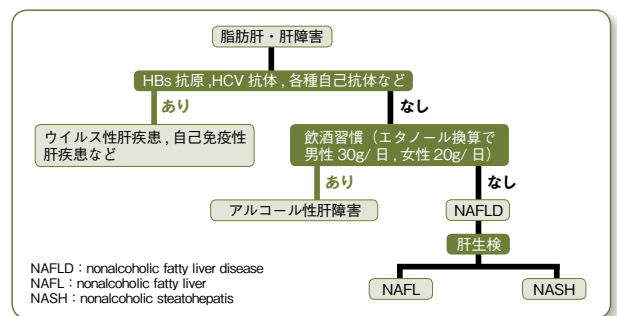 脂肪肝・肝障害
HBs 抗原 ,HCV 抗体 , 各種自己抗体など
あり
なし
ウイルス性肝疾患 , 自己免疫性
肝疾患など
飲酒習慣（エタノール換算で
男性 30g/ 日 , 女性 20g/ 日）
あり
なし
アルコール性肝障害
NAFLD
肝生検
NAFLD：nonalcoholic fatty liver disease
NAFL：nonalcoholic fatty liver
NASH：nonalcoholic steatohepatis
NAFL
NASH